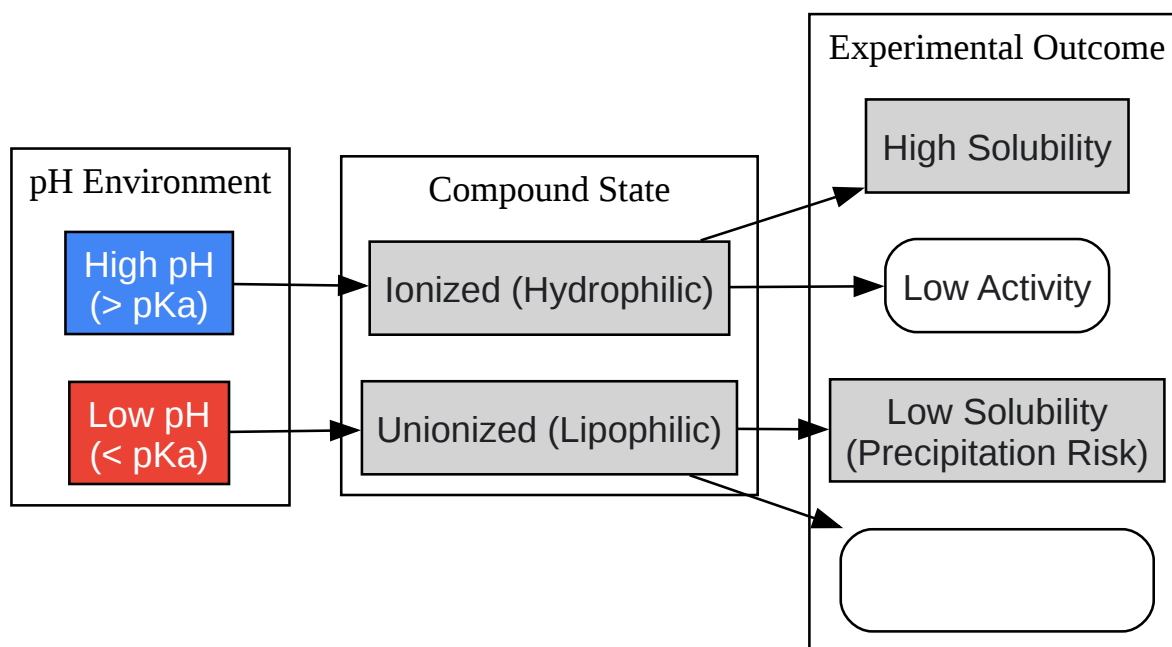 pH Environment
High pH
(> pKa)
Low pH
(< pKa)
Compound State
Ionized (Hydrophilic)
Unionized (Lipophilic)
Experimental Outcome
High Solubility
Low Activity
Low Solubility
(Precipitation Risk)